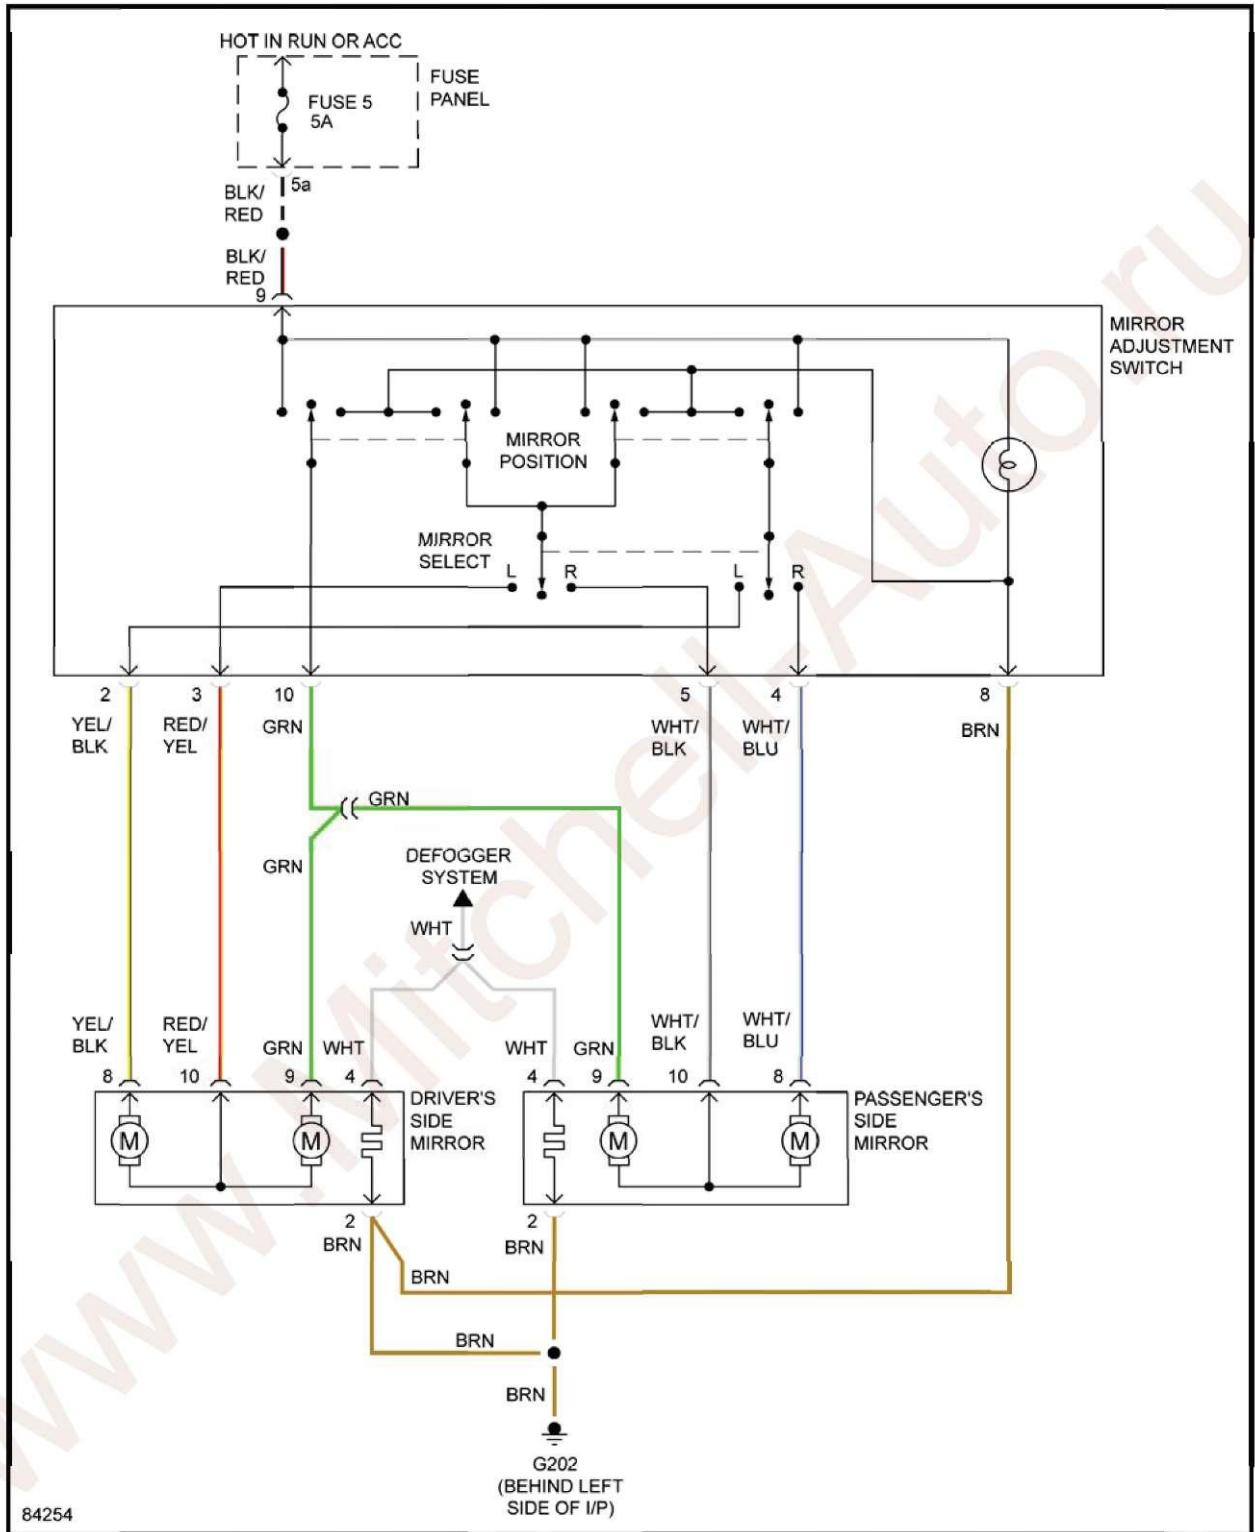 HOT IN RUN OR ACC
FUSE
PANEL
FUSE 5
5A
5a
BLK/
RED
BLK/
RED
9
MIRROR
ADJUSTMENT
SWITCH
MIRROR
POSITION
MIRROR
SELECT
L
R
L
R
2
3
10
5
4
8
YEL/
BLK
RED/
YEL
GRN
WHT/
BLK
WHT/
BLU
BRN
GRN
GRN
DEFOGGER
SYSTEM
WHT
YEL/
BLK
RED/
YEL
GRN
WHT
WHT
GRN
WHT/
BLK
WHT/
BLU
8
10
9
4
4
9
10
8
DRIVER'S
SIDE
MIRROR
PASSENGER'S
SIDE
MIRROR
M
M
M
M
2
BRN
2
BRN
BRN
BRN
BRN
G202
(BEHIND LEFT
SIDE OF I/P)
84254
www.Mitchell-Auto.ru